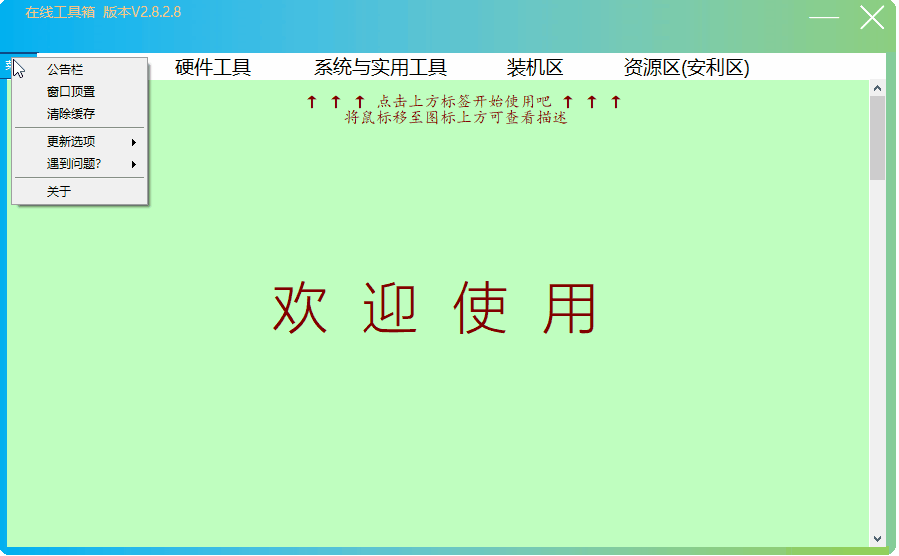 在线工具箱 版本V2.8.2.8
硬件工具 系统与实用工具 装机区 资源区(安利区)
公告栏
窗口顶置
清除缓存
更新选项
遇到问题?
关于
↑ ↑ ↑ 点击上方标签开始使用吧 ↑ ↑ ↑
将鼠标移至图标上方可查看描述
欢迎使用